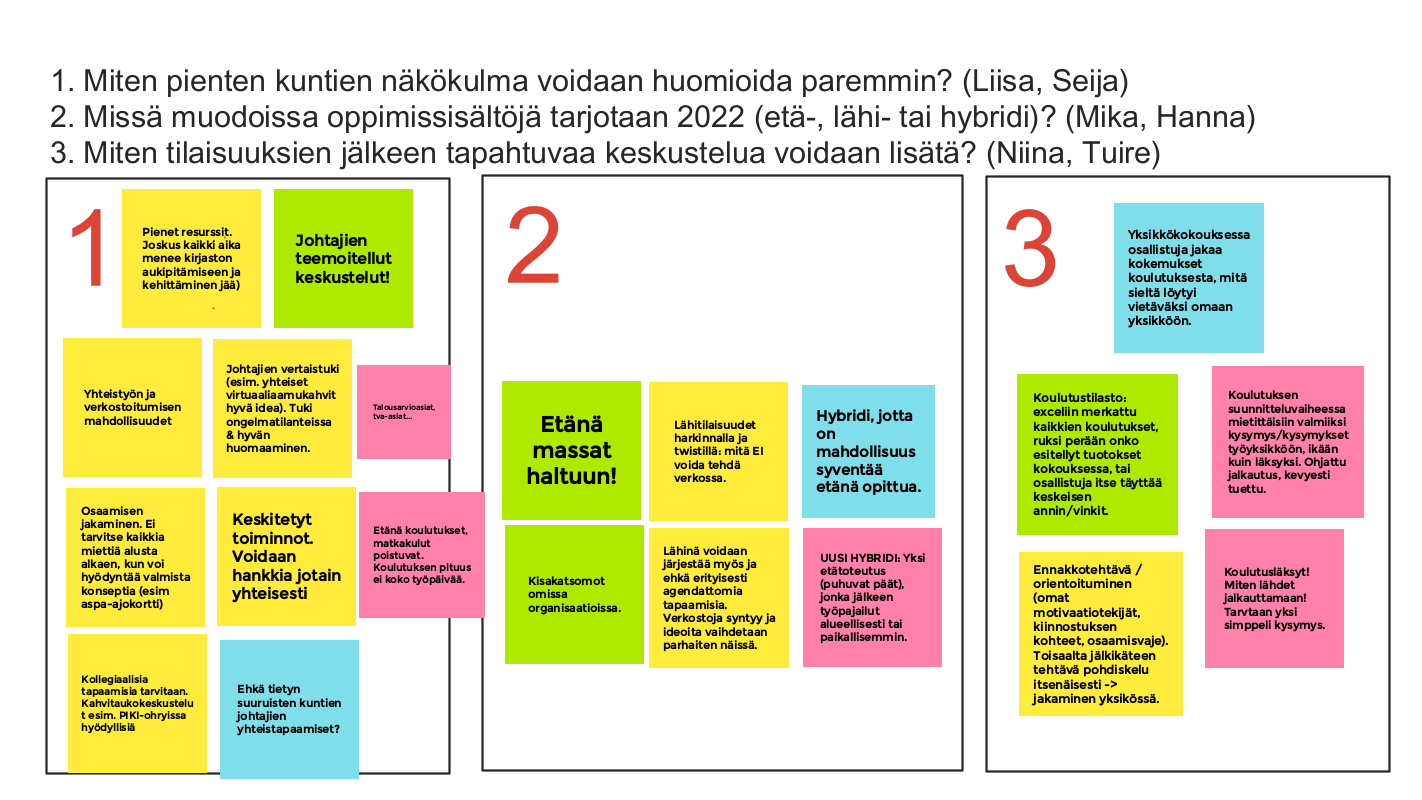 1. Miten pienten kuntien näkökulma voidaan huomioida paremmin? (Liisa, Seija)
2. Missä muodoissa oppimissisältöjä tarjotaan 2022 (etä-, lähi- tai hybridi)? (Mika, Hanna)
3. Miten tilaisuuksien jälkeen tapahtuvaa keskustelua voidaan lisätä? (Niina, Tuire)
1
Pienet resurssit.
Joskus kaikki aika
menee kirjaston
aukipitämiseen ja
kehittäminen jää)
Johtajien
teemoitellut
keskustelut!
Yhteistyön ja
verkostoitumisen
mahdollisuudet
Johtajien vertaistuki
(esim. yhteiset
virtuaaliaamukahvit
hyvä idea). Tuki
ongelmatilanteissa
& hyvän
huomaaminen.
Talousarvioasiat,
tva-asiat...
Osaamisen
jakaminen. Ei
tarvitse kaikkia
miettiä alusta
alkaen, kun voi
hyödyntää valmista
konseptia (esim
aspa-ajokortti)
Keskitetyt
toiminnot.
Voidaan
hankkia jotain
yhteisesti
Etänä koulutukset,
matkakulut
poistuvat.
Koulutuksen pituus
ei koko työpäivää.
Kollegiaalisia
tapaamisia tarvitaan.
Kahvitaukokeskustelu
t esim. PIKI-ohryissa
hyödyllisiä
Ehkä tietyn
suuruisten kuntien
johtajien
yhteistapaamiset?
2
Etänä
massat
haltuun!
Lähitilaisuudet
harkinnalla ja
twistillä: mitä EI
voida tehdä
verkossa.
Hybridi, jotta
on
mahdollisuus
syventää
etänä opittua.
Kisakatsomot
omissa
organisaatioissa.
Lähinä voidaan
järjestää myös ja
ehkä erityisesti
agendattomia
tapaamisia.
Verkostoja syntyy ja
ideoita vaihdetaan
parhaiten näissä.
UUSI HYBRIDI: Yksi
etätoteutus
(puhuvat päät),
jonka jälkeen
työpajailut
alueellisesti tai
paikallisemmin.
3
Yksikkökokouksessa
osallistuja jakaa
kokemukset
koulutuksesta, mitä
sieltä löytyi
vietäväksi omaan
yksikköön.
Koulutustilasto:
exceliin merkattu
kaikkien koulutukset,
ruksi perään onko
esitellyt tuotokset
kokouksessa, tai
osallistuja itse täyttää
keskeisen
annin/vinkit.
Koulutuksen
suunnitteluvaiheessa
mietittäisiin valmiiksi
kysymys/kysymykset
työyksikköön, ikään
kuin läksyksi. Ohjattu
jalkautus, kevyesti
tuettu.
Ennakkotehtävä /
orientoituminen
(omat
motivaatiotekijät,
kiinnostuksen
kohteet, osaamisvaje).
Toisaalta jälkikäteen
tehtävä pohdiskelu
itsenäisesti ->
jakaminen yksikössä.
Koulutusläksyt!
Miten lähdet
jalkauttamaan!
Tarvtaan yksi
simppeli kysymys.